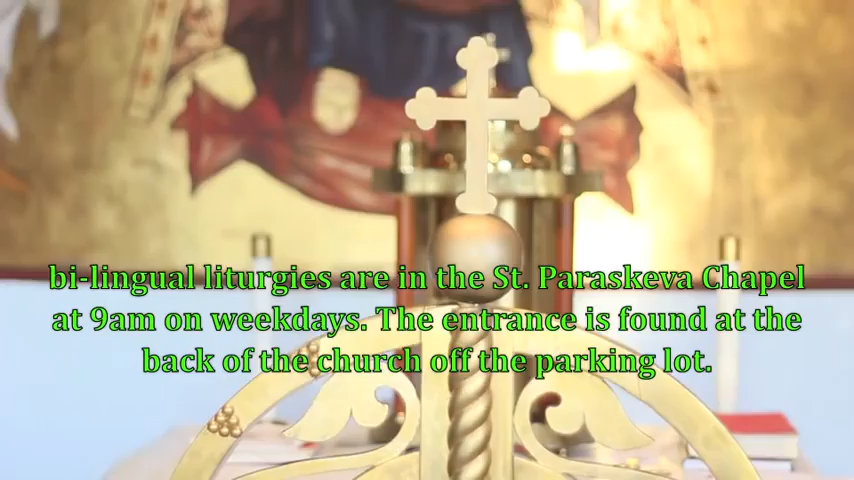 bi-lingual liturgies are in the St. Paraskeva Chapel
at 9am on weekdays. The entrance is found at the
back of the church off the parking lot.